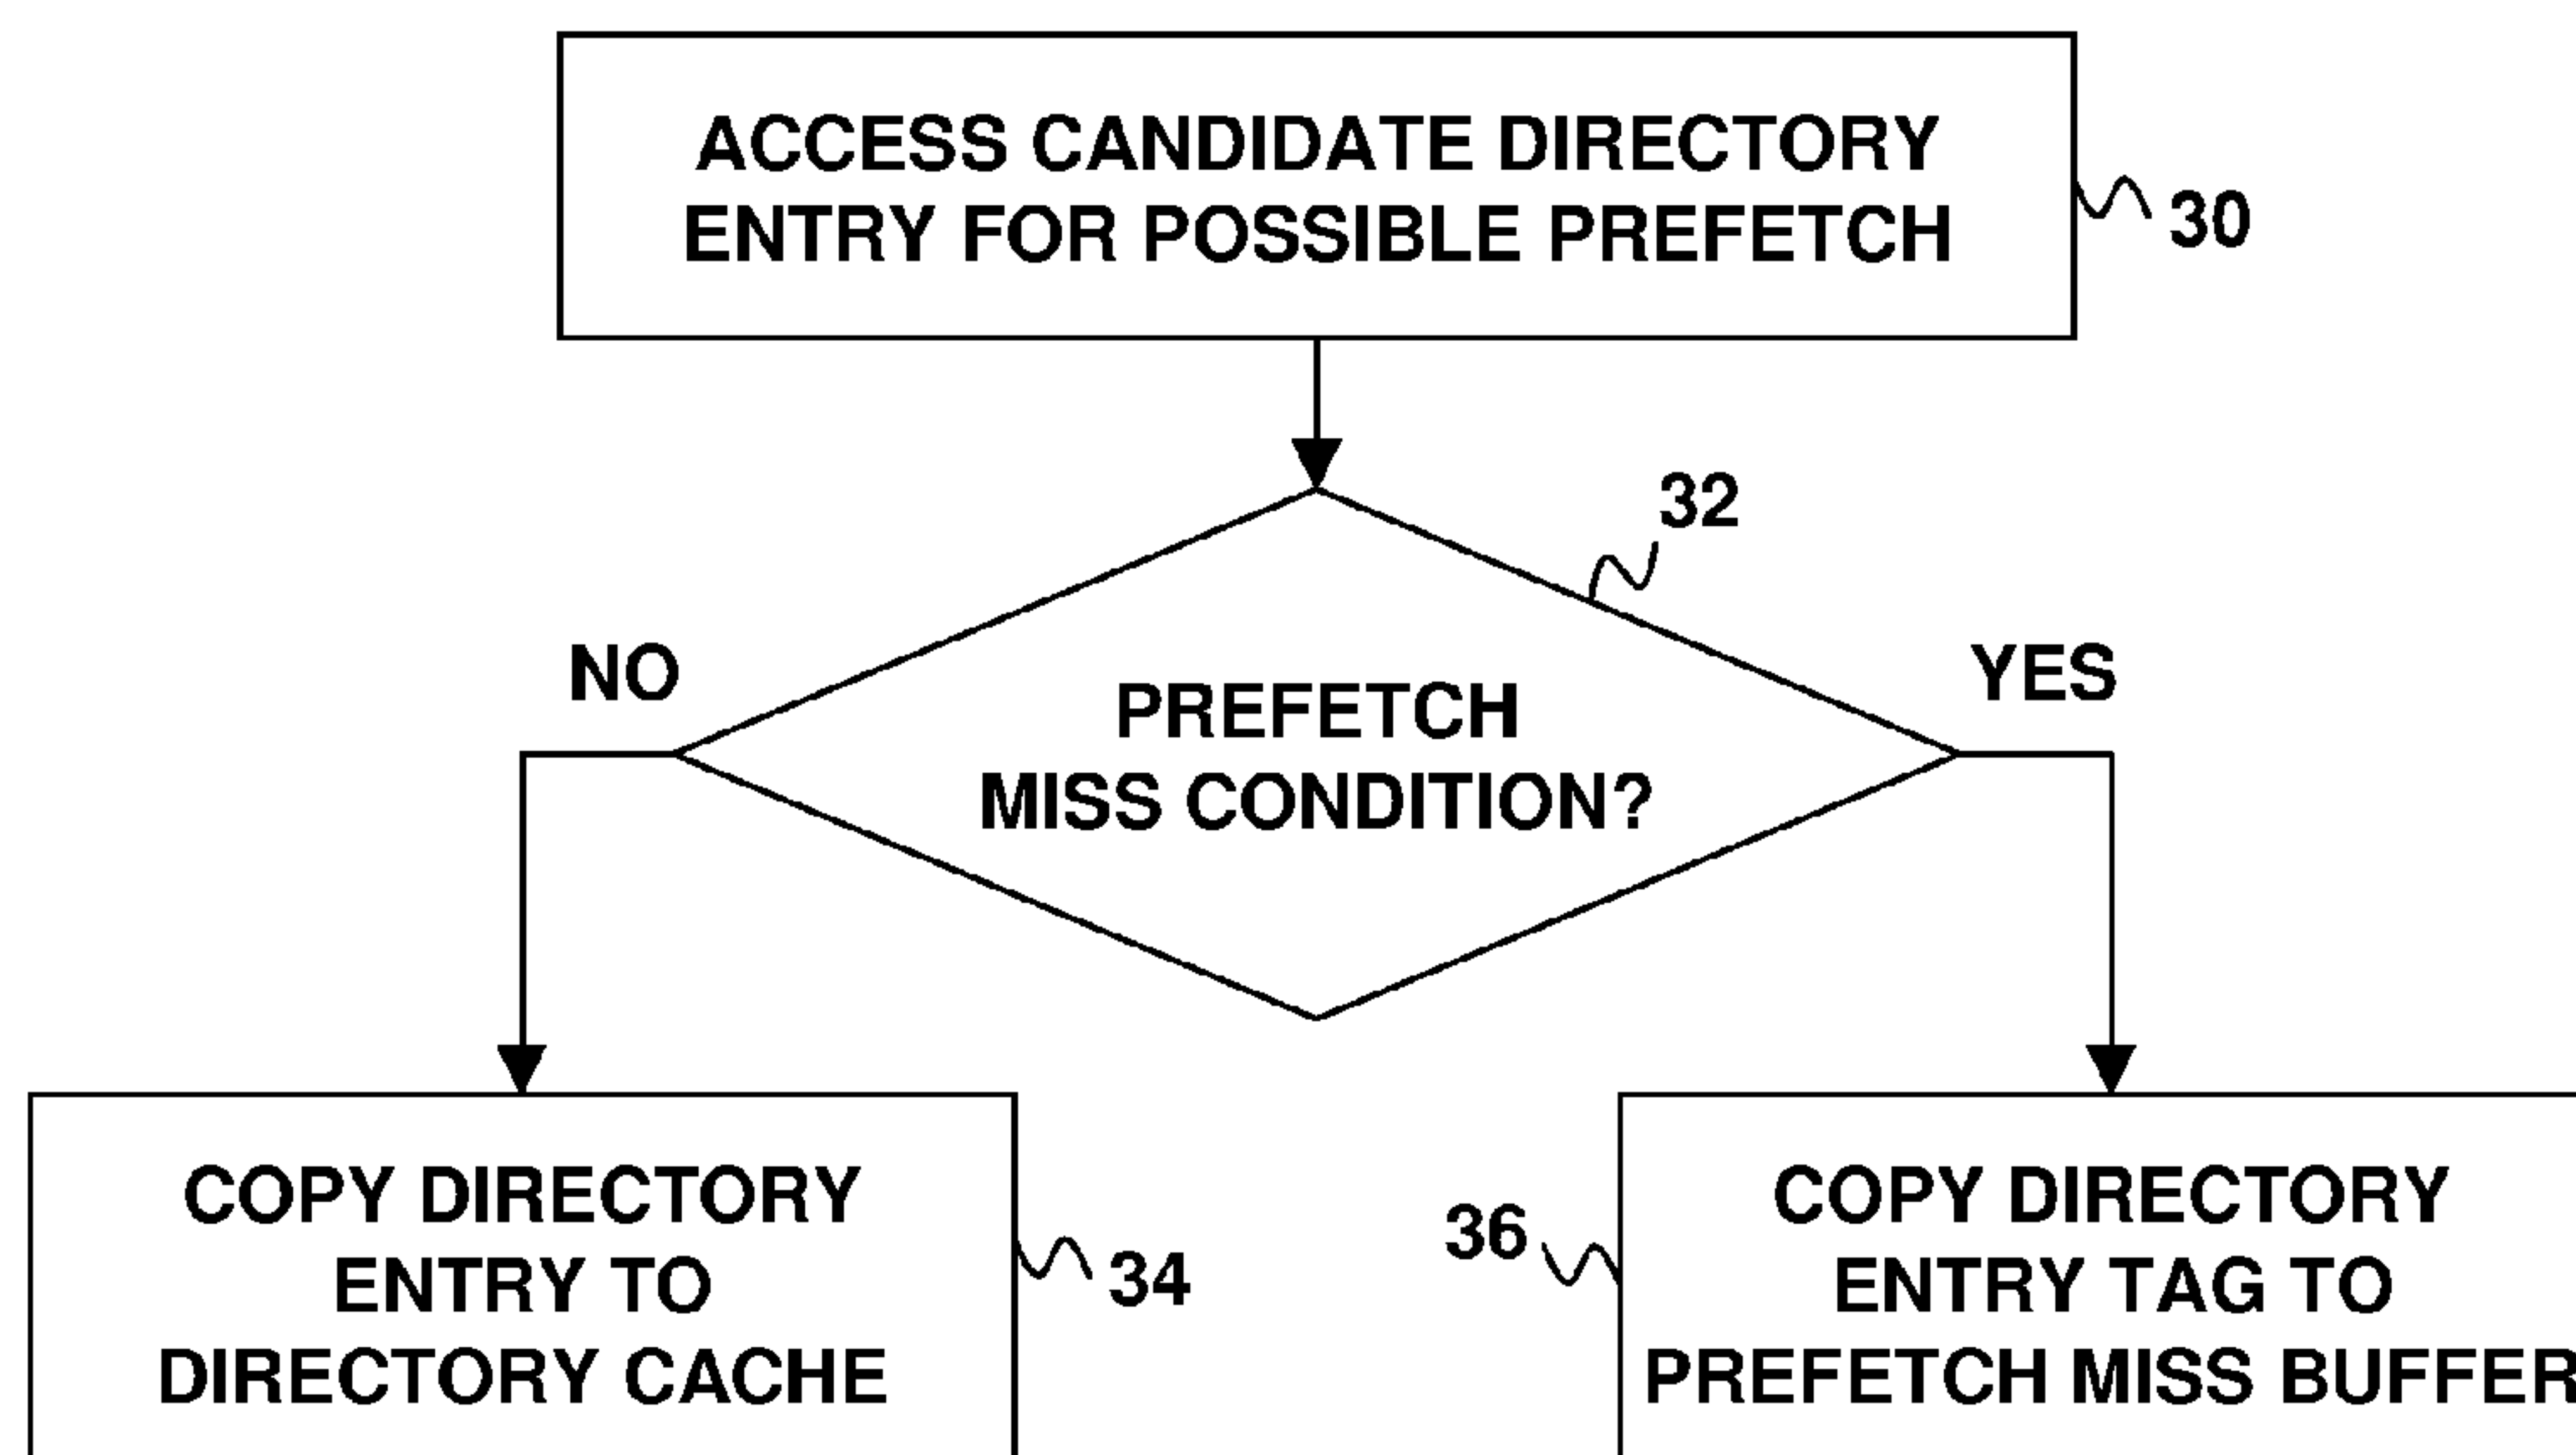 ACCESS CANDIDATE DIRECTORY
ENTRY FOR POSSIBLE PREFETCH
30
32
NO
YES
PREFETCH
MISS CONDITION?
COPY DIRECTORY
ENTRY TO
DIRECTORY CACHE
34
36
COPY DIRECTORY
ENTRY TAG TO
PREFETCH MISS BUFFER